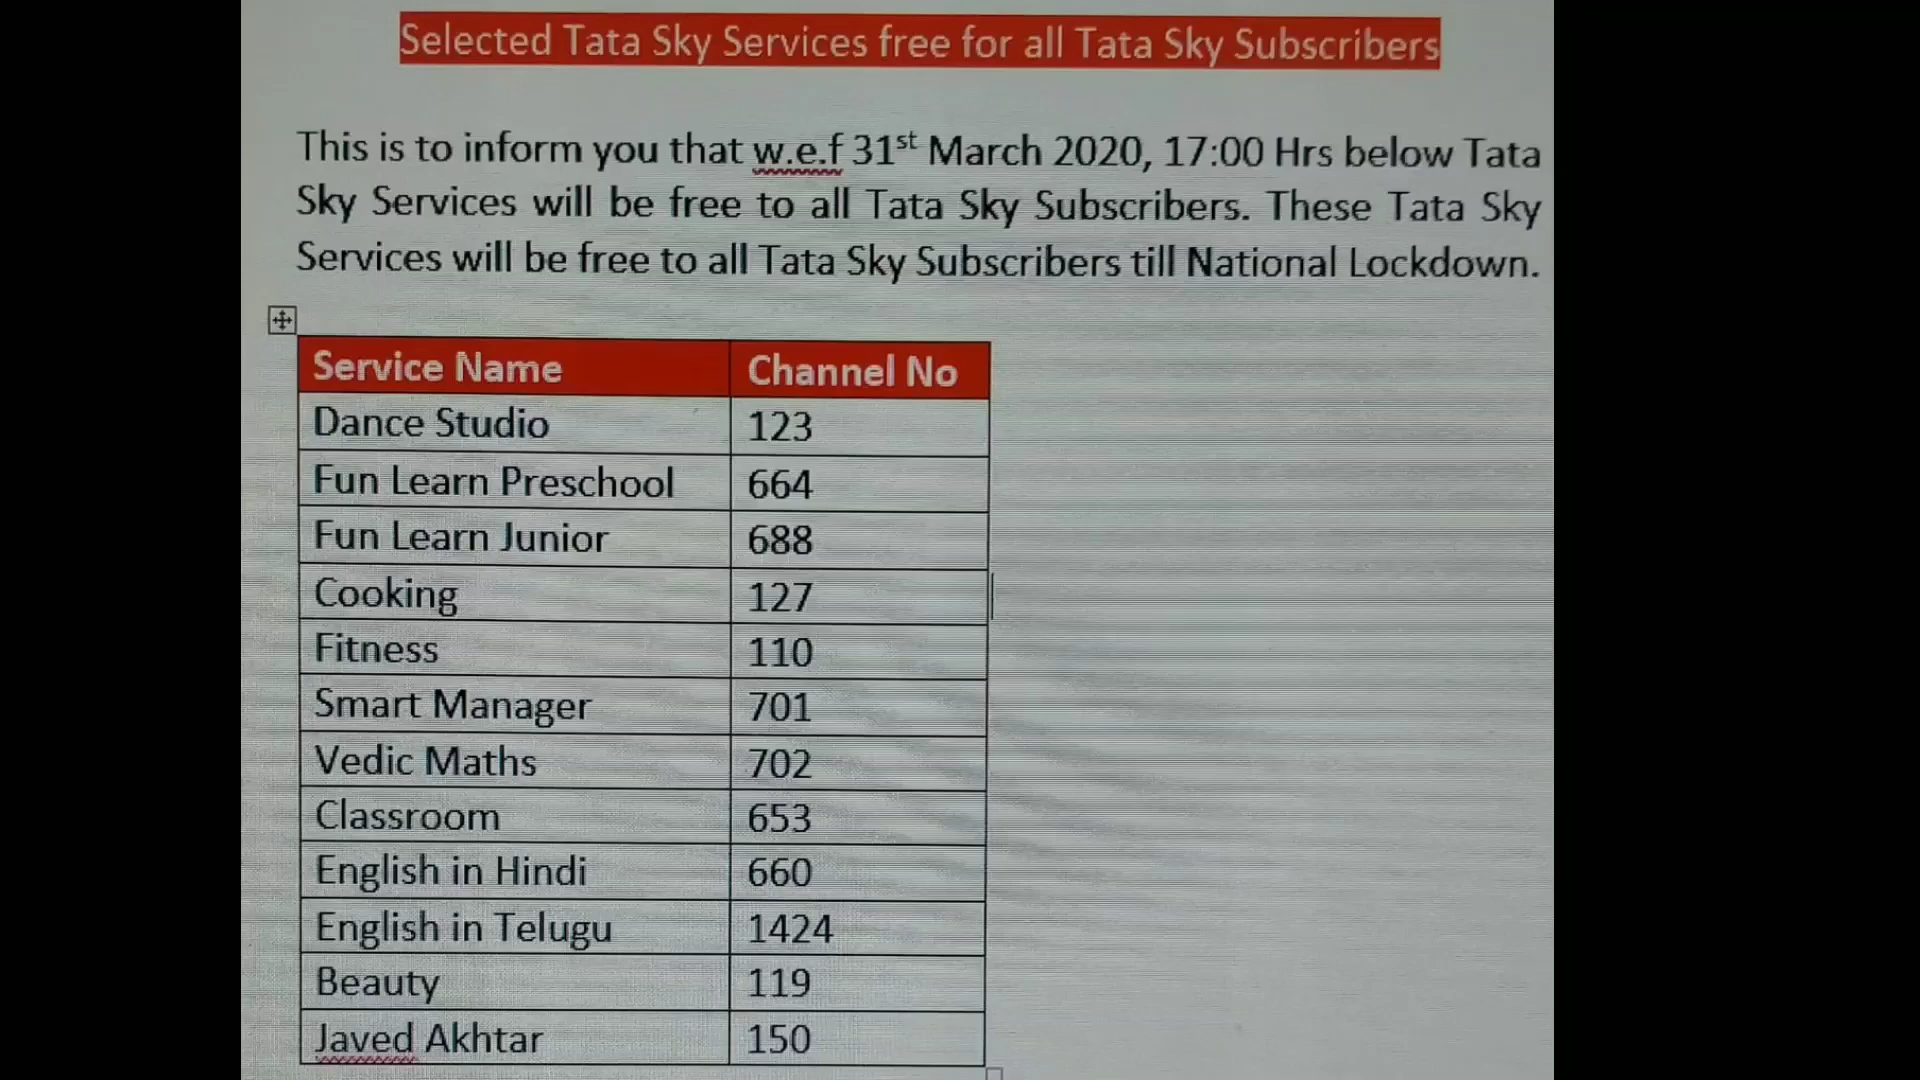 Selected Tata Sky Services free for all Tata Sky Subscribers
This is to inform you that w.e.f 31st March 2020, 17:00 Hrs below Tata
Sky Services will be free to all Tata Sky Subscribers. These Tata Sky
Services will be free to all Tata Sky Subscribers till National Lockdown.
Service Name Channel No
Dance Studio 123
Fun Learn Preschool 664
Fun Learn Junior 688
Cooking 127
Fitness 110
Smart Manager 701
Vedic Maths 702
Classroom 653
English in Hindi 660
English in Telugu 1424
Beauty 119
Javed Akhtar 150